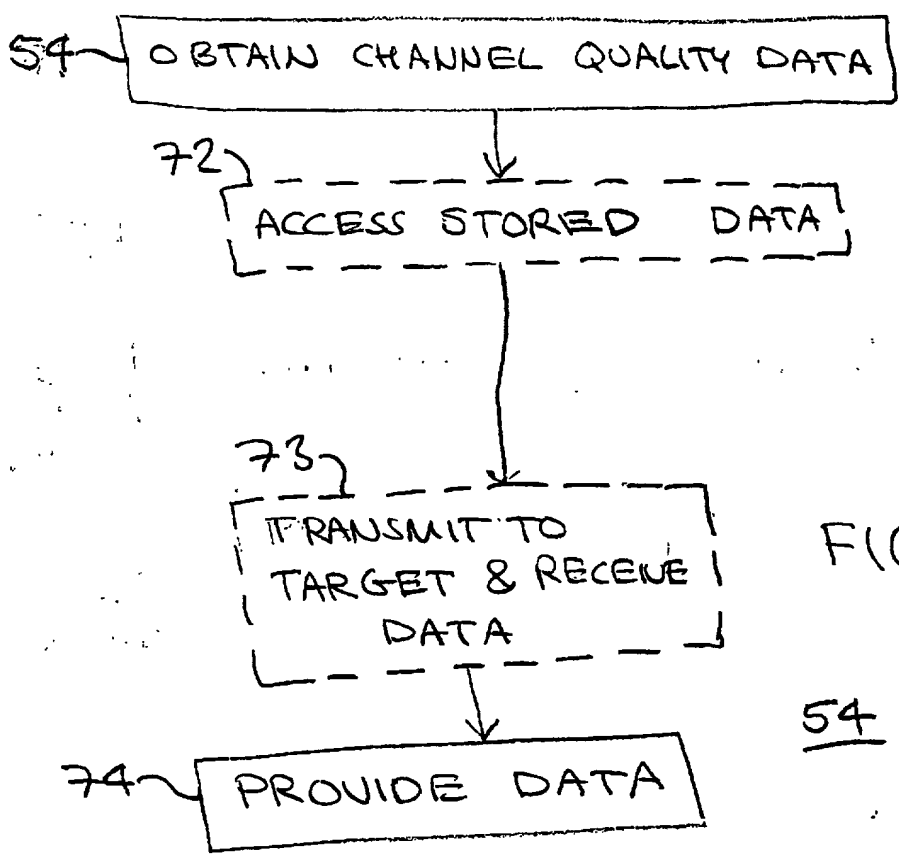 54
OBTAIN CHANNEL QUALITY DATA
72
ACCESS STORED DATA
73
TRANSMIT TO
TARGET & RECEIVE
DATA
54
74
PROVIDE DATA